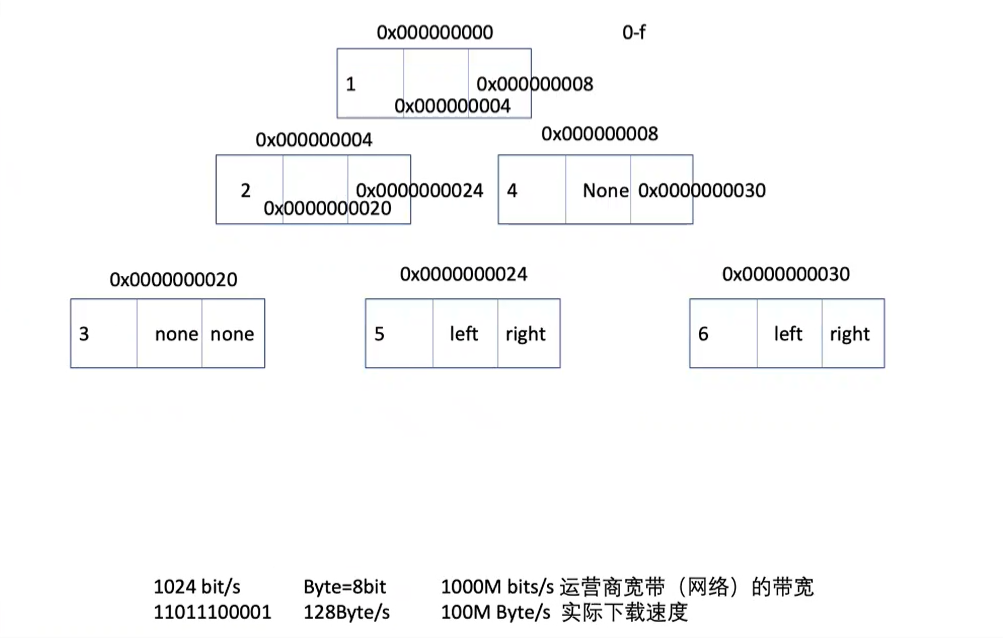 0x000000000 0-f
1 0x000000008
0x000000004
0x000000004 0x000000008
2 0x0000000024 4 None 0x0000000030
0x0000000020
0x0000000020 0x0000000024 0x0000000030
3 none none 5 left right 6 left right
1024 bit/s Byte=8bit 1000M bits/s 运营商宽带（网络）的带宽
11011100001 128Byte/s 100M Byte/s 实际下载速度